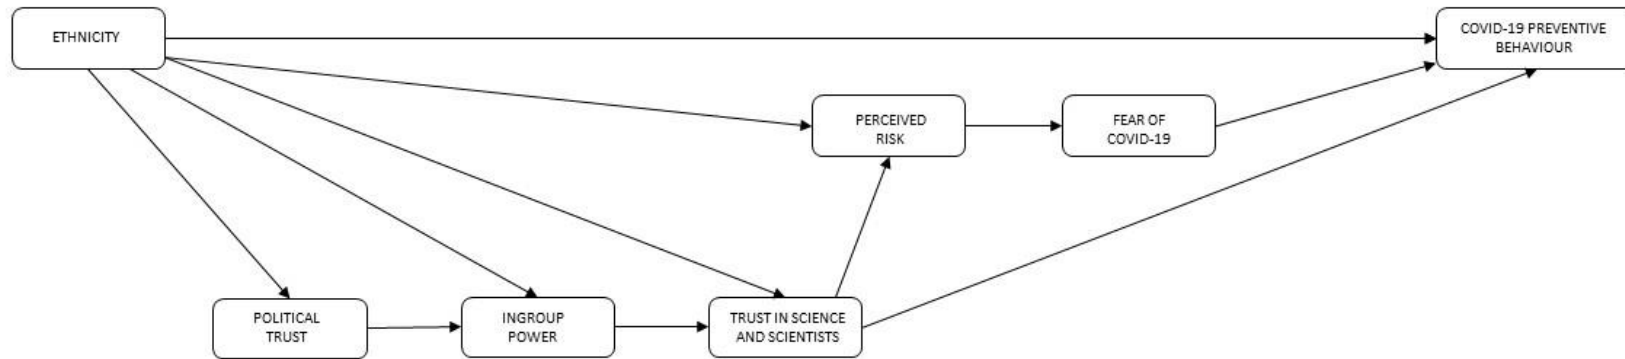 ETHNICITY
COVID-19 PREVENTIVE
BEHAVIOUR
PERCEIVED
RISK
FEAR OF
COVID-19
POLITICAL
TRUST
INGROUP
POWER
TRUST IN SCIENCE
AND SCIENTISTS